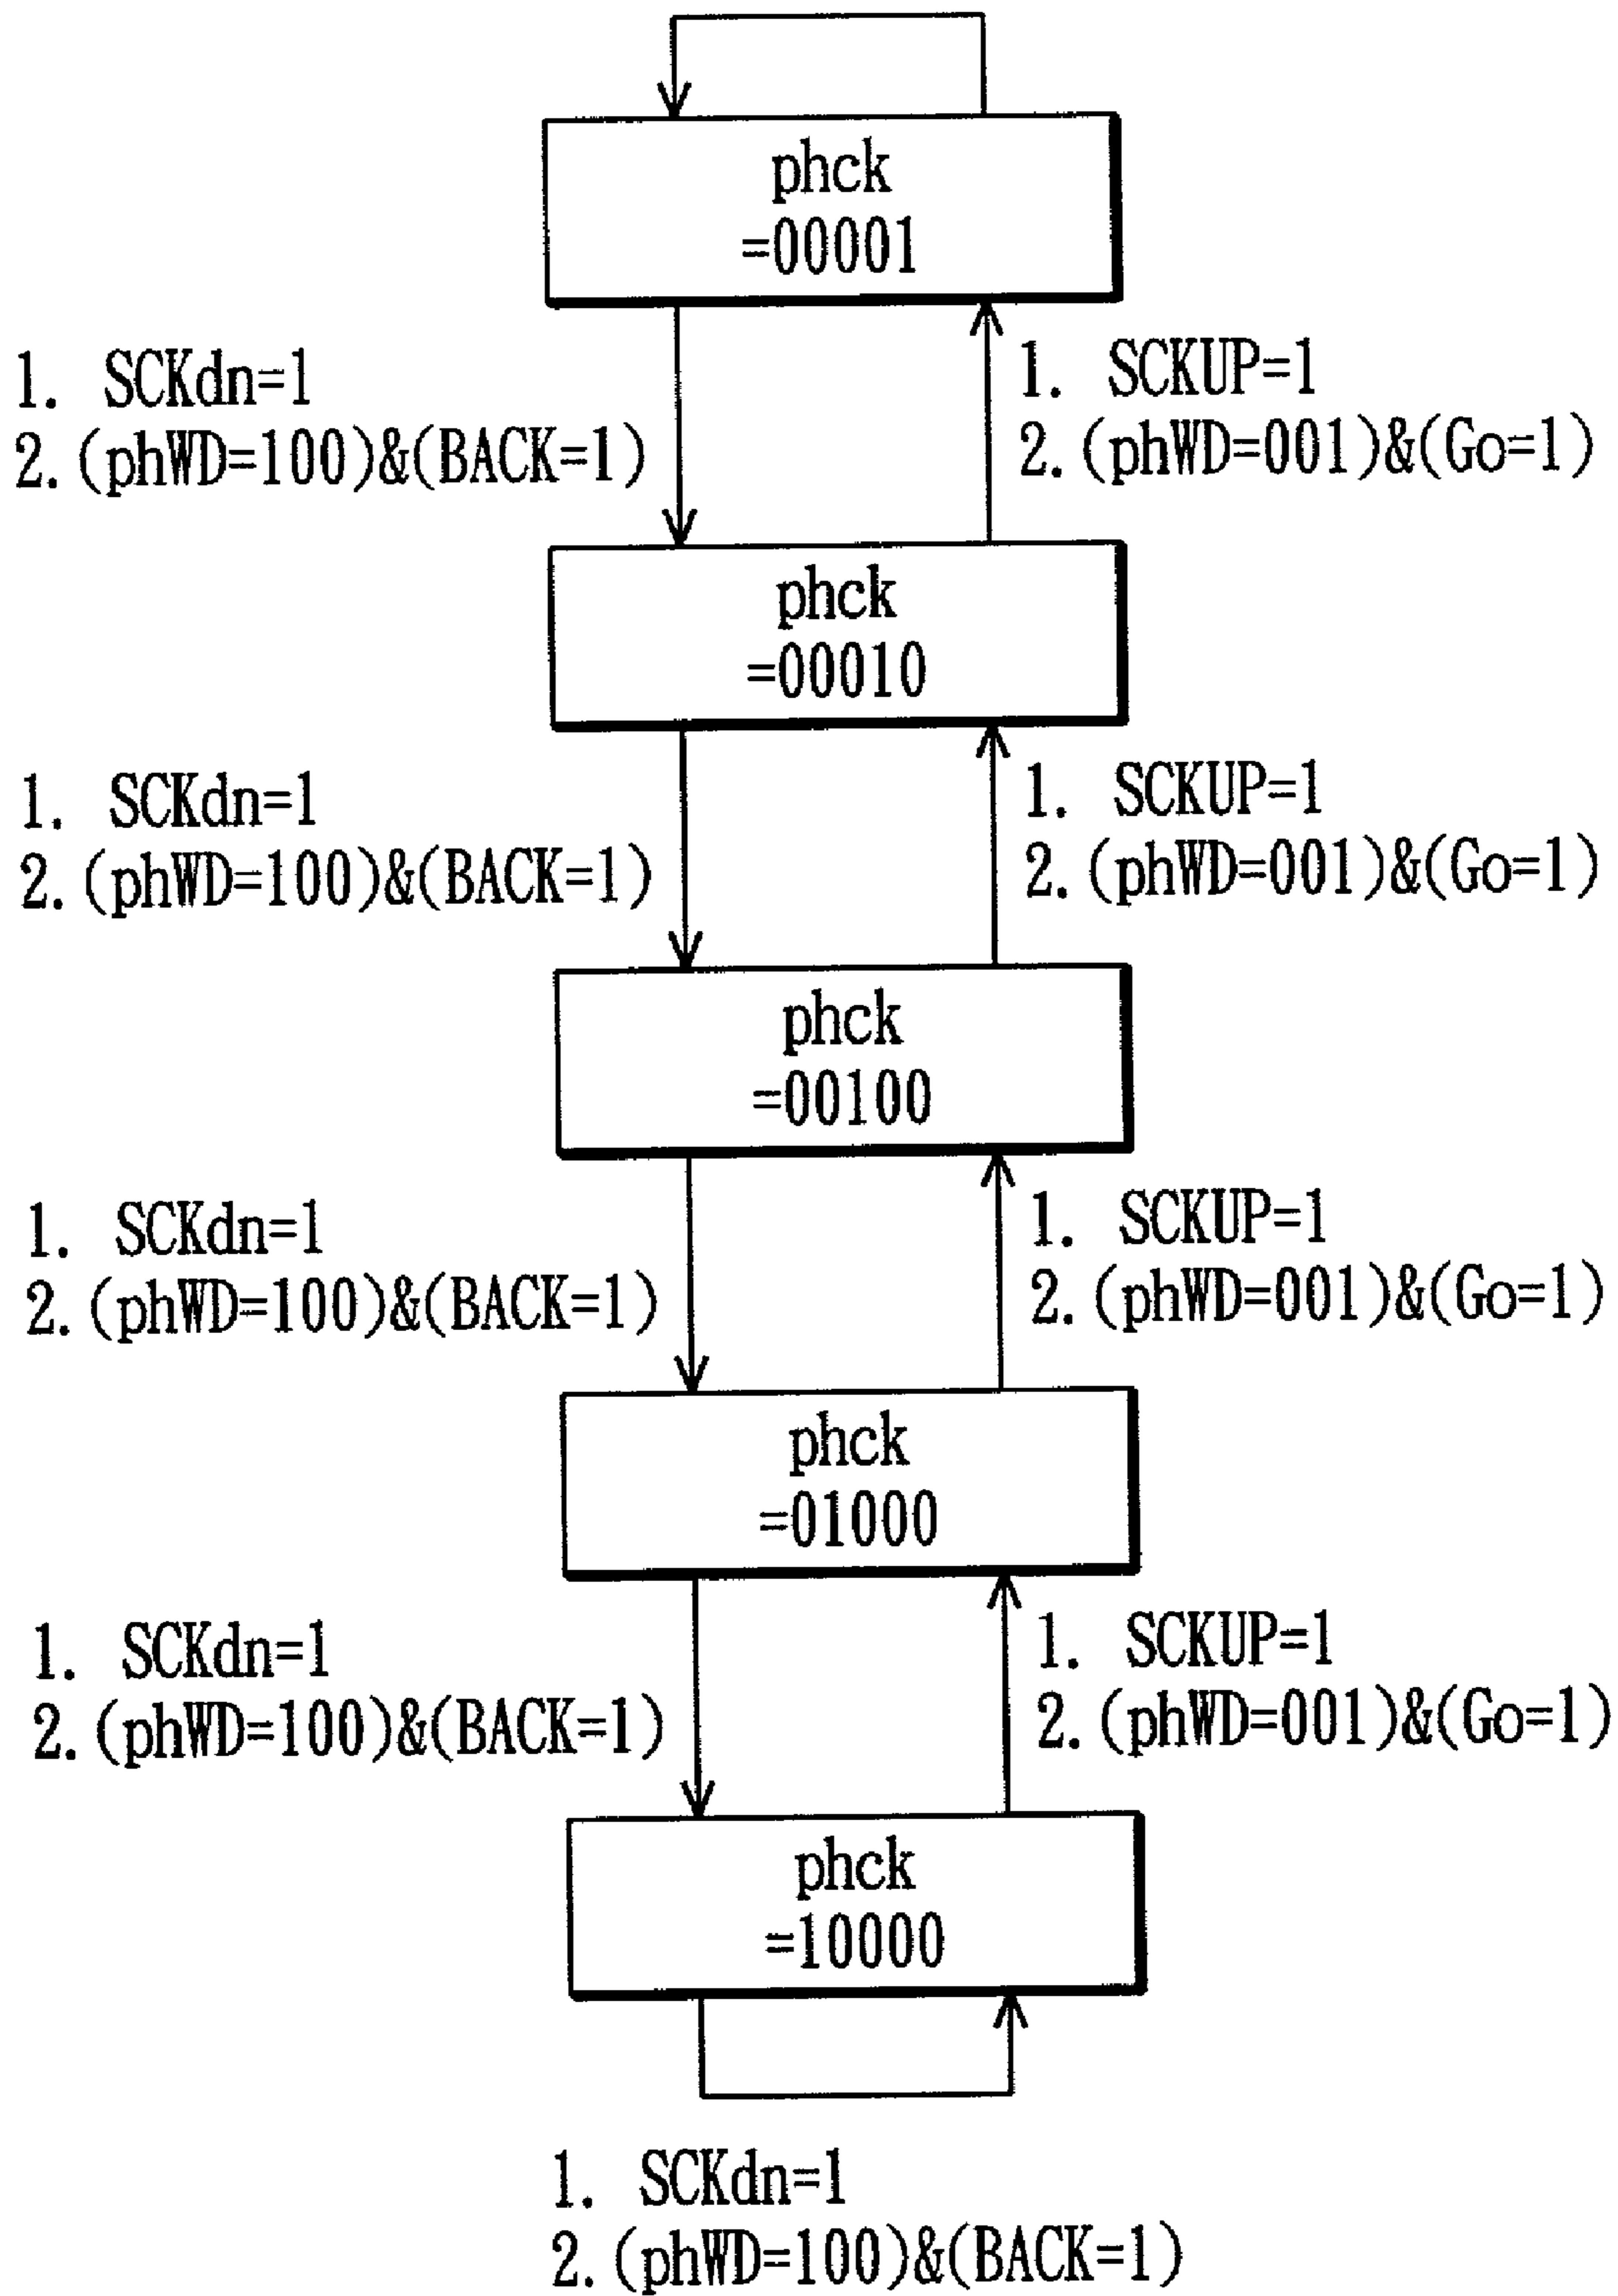 phck
=00001
1. SCKdn=1
2.(phWD=100)&(BACK=1)
1. SCKUP=1
2.(phWD=001)&(Go=1)
phck
=00010
1. SCKdn=1
2.(phWD=100)&(BACK=1)
1. SCKUP=1
2.(phWD=001)&(Go=1)
phck
=00100
1. SCKdn=1
2.(phWD=100)&(BACK=1)
1. SCKUP=1
2.(phWD=001)&(Go=1)
phck
=01000
1. SCKdn=1
2.(phWD=100)&(BACK=1)
1. SCKUP=1
2.(phWD=001)&(Go=1)
phck
=10000
1. SCKdn=1
2.(phWD=100)&(BACK=1)